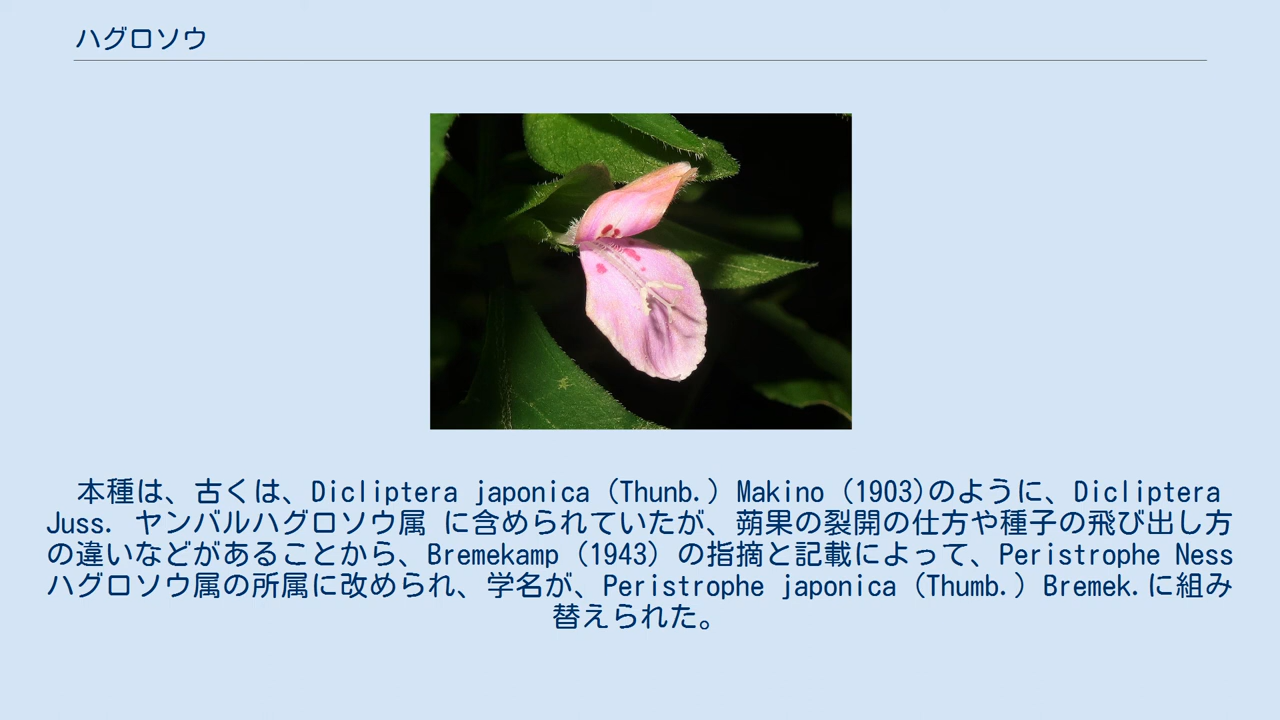 ハグロソウ
本種は、古くは、Dicliptera japonica (Thunb.) Makino (1903)のように、Dicliptera
Juss. ヤンバルハグロソウ属 に含められていたが、蒴果の裂開の仕方や種子の飛び出し方
の違いなどがあることから、Bremekamp (1943) の指摘と記載によって、Peristrophe Ness
ハグロソウ属の所属に改められ、学名が、Peristrophe japonica (Thumb.) Bremek.に組み
替えられた。